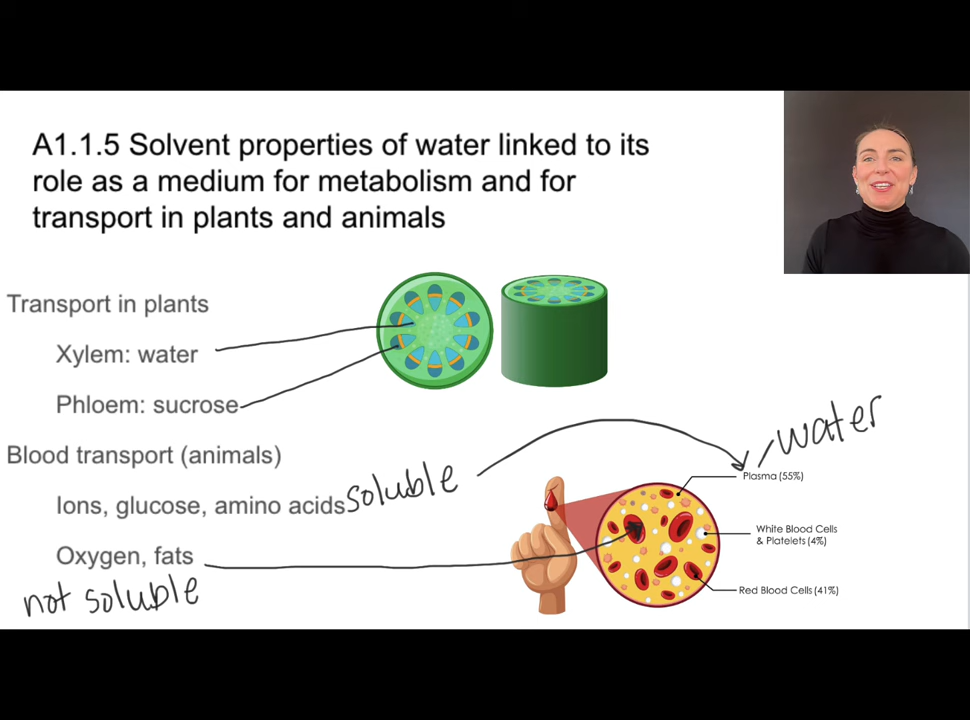 A1.1.5 Solvent properties of water linked to its
role as a medium for metabolism and for
transport in plants and animals
Transport in plants
Xylem: water
Phloem: sucrose
Blood transport (animals)
Ions, glucose, amino acids soluble
Oxygen, fats
not soluble
water
Plasma (55%)
White Blood Cells
& Platelets (4%)
Red Blood Cells (41%)